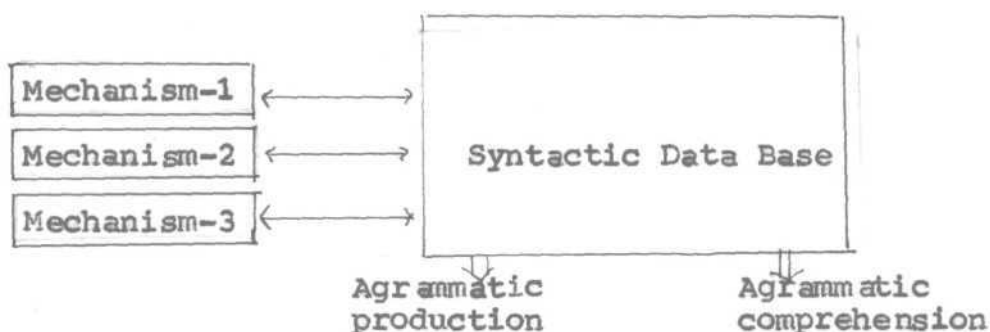 Mechanism-1
Mechanism-2
Syntactic Data Base
Mechanism-3
Agrammatic production
Agrammatic comprehension